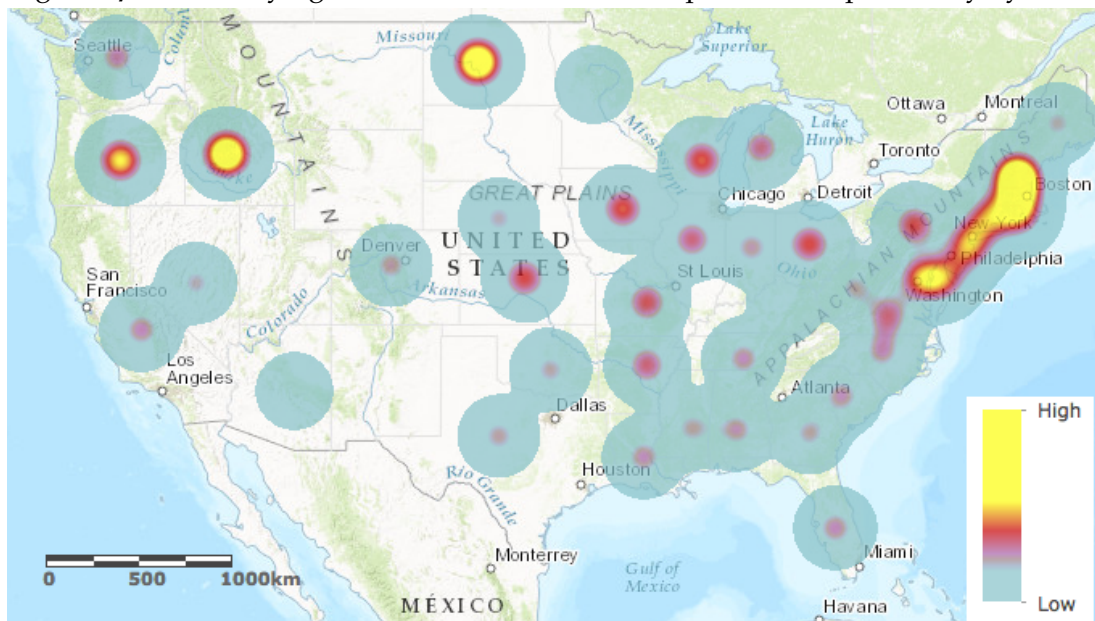 Seattle
Columb
Missouri
Lake
Superior
Ottawa
Montreal
MOUNTAINS
Mississippi
Lake
Huron
Toronto
Snake
GREAT PLAINS
Chicago
Detroit
Boston
New York
Denver
UNITED
STATES
Philadelphia
APPALACHIAN MOUNTAINS
Ohio
San
Francisco
St Louis
Washington
Colorado
Arkansas
Los
Angeles
Atlanta
Dallas
Rio Grande
Houston
High
0 500 1000km
Monterrey
Gulf of
Mexico
Miami
MÉXICO
Havana
Low